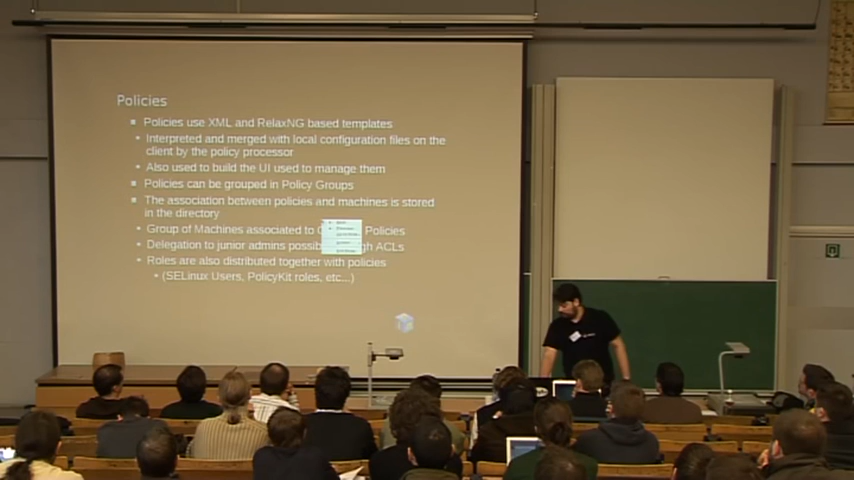 Policies
Policies use XML and RelaxNG based templates
Interpreted and merged with local configuration files on the
client by the policy processor
Also used to build the UI used to manage them
Policies can be grouped in Policy Groups
The association between policies and machines is stored
in the directory
Group of Machines associated to Policies
Delegation to junior admins ACLs
Roles are also distributed together with policies
(SELinux Users, PolicyKit roles, etc...)